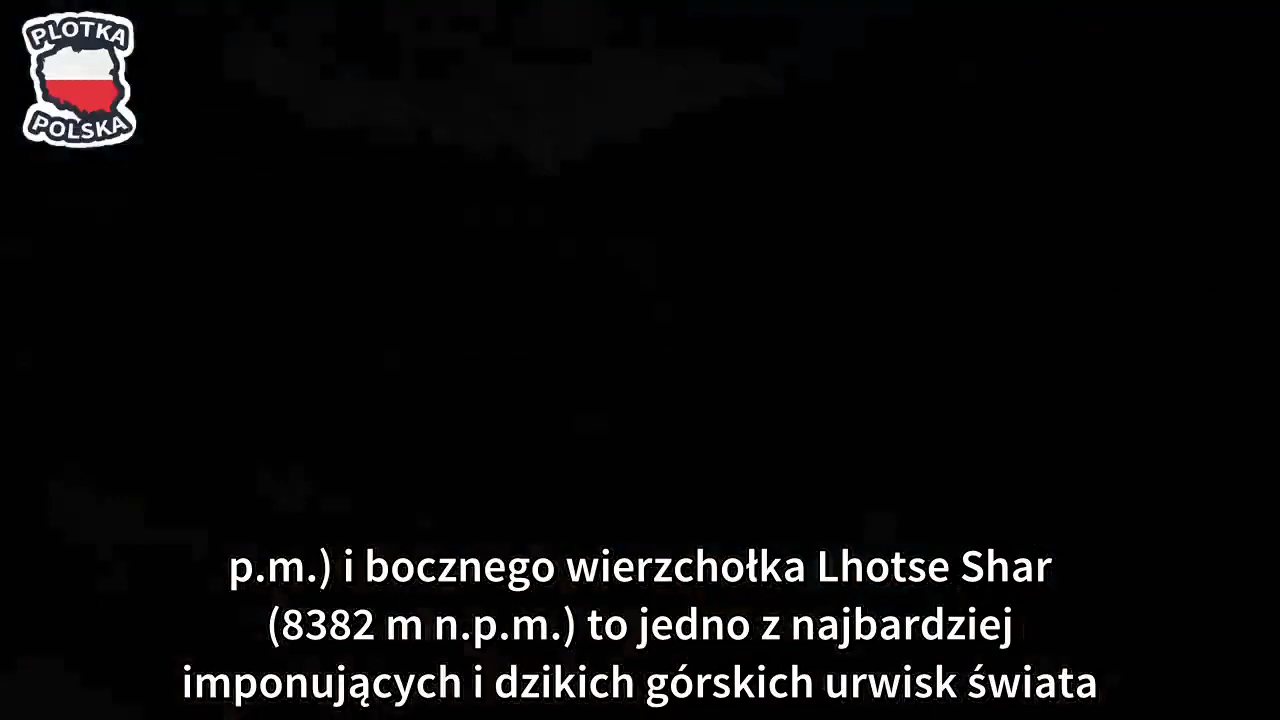 PLOTKA
POLSKA
p.m.) i bocznego wierzchołka Lhotse Shar
(8382 m n.p.m.) to jedno z najbardziej
imponujących i dzikich górskich urwisk świata